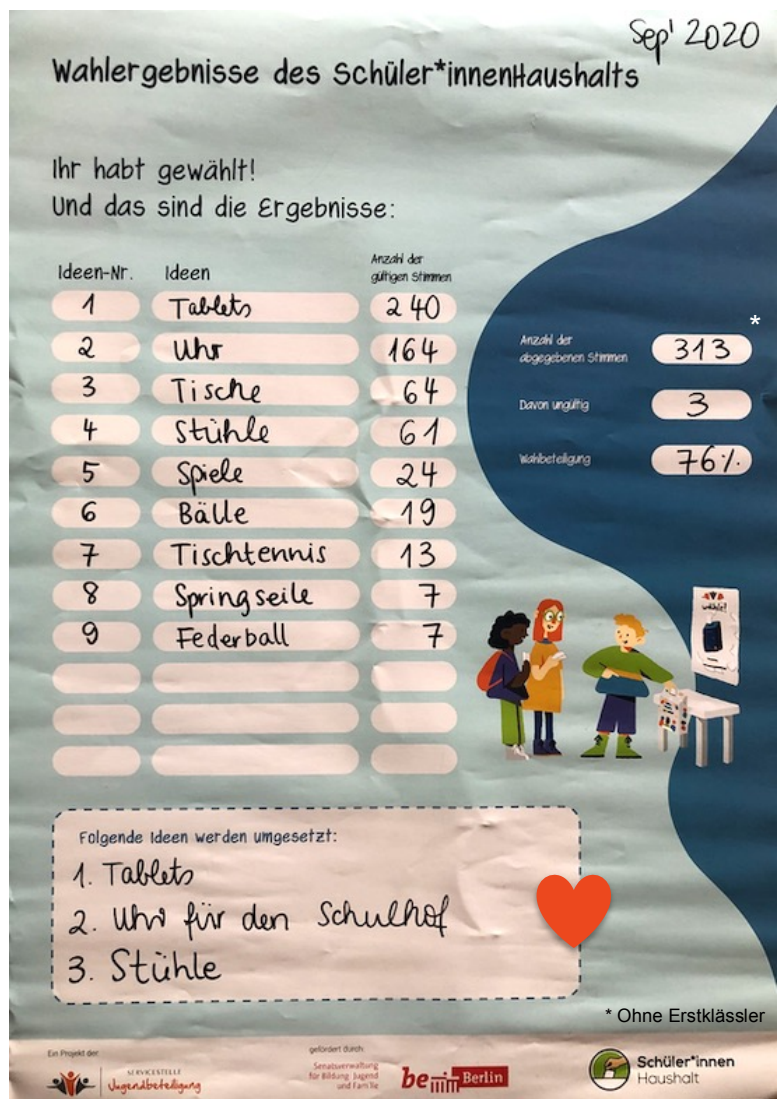 Sep' 2020
Wahlergebnisse des Schüler*innenHaushalts
Ihr habt gewählt!
Und das sind die Ergebnisse:
Ideen-Nr. Ideen Anzahl der gültigen Stimmen
1 Tablets 240
2 Uhr 164
3 Tische 64
4 Stühle 61
5 Spiele 24
6 Bälle 19
7 Tischtennis 13
8 Springseile 7
9 Federball 7
*
Anzahl der
abgegebenen Stimmen 313
Davon ungültig 3
Wahlbeteiligung 76%
wähle!
Folgende Ideen werden umgesetzt:
1. Tablets
2. Uhr für den Schulhof
3. Stühle
* Ohne Erstklässler
Ein Projekt der
SERVICESTELLE
Jugendbeteiligung
gefördert durch:
Senatsverwaltung
für Bildung, Jugend
und Familie
be Berlin
Schüler*innen
Haushalt